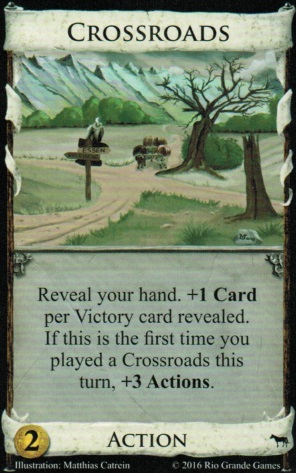 CROSSROADS
Reveal your hand. +1 Card
per Victory card revealed.
If this is the first time you
played a Crossroads this
turn, +3 Actions.
2
ACTION
Illustration: Matthias Catrein © 2016 Rio Grande Games